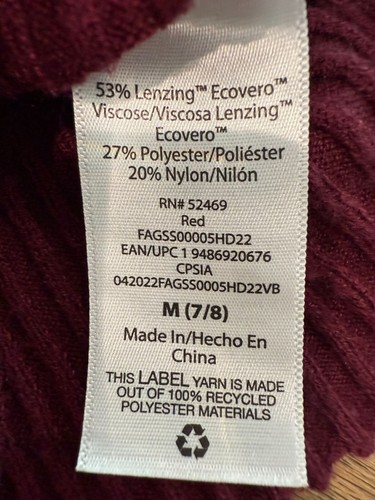 53% Lenzing™ Ecovero™
Viscose/Viscosa Lenzing™
Ecovero™
27% Polyester/Poliéster
20% Nylon/Nilón
RN# 52469
Red
FAGSS00005HD22
EAN/UPC 1 9486920676
CPSIA
042022FAGSS0005HD22VB
M (7/8)
Made In/Hecho En
China
THIS LABEL YARN IS MADE
OUT OF 100% RECYCLED
POLYESTER MATERIALS